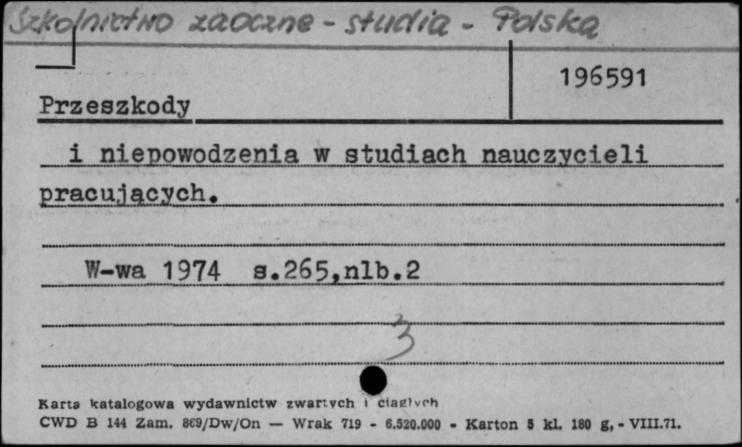 Szkolnictwo zaoczne - studia - Polska
196591
Przeszkody
i niepowodzenia w studiach nauczycieli
pracujących.
W-wa 1974 s.265,nlb.2
3
Karta katalogowa wydawnictw zwartych i ciągłych
CWD B 144 Zam. 869/Dw/On — Wrak 719 - 6.520.000 - Karton 5 kl. 180 g, - VIII.71.